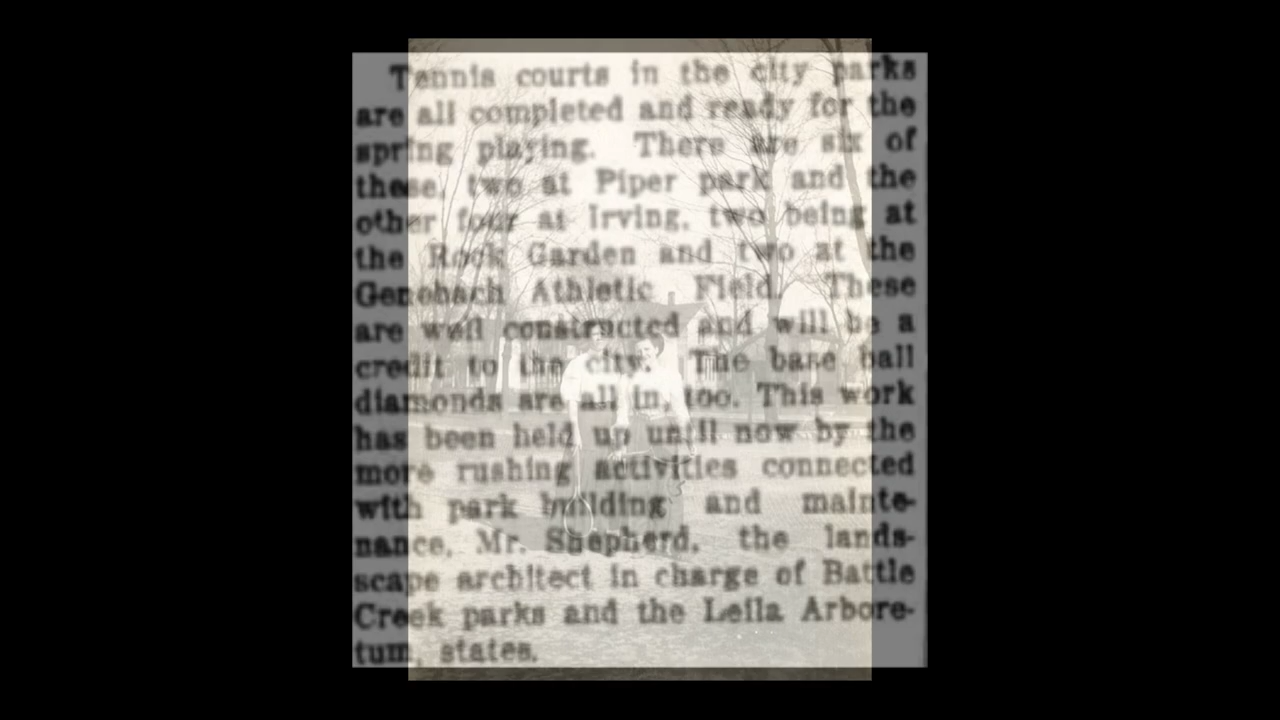 Tennis courts in the city parks
are all completed and ready for the
spring playing. There are six of
these, two at Piper park and the
other four at Irving, two being at
the Rock Garden and two at the
Genebach Athletic Field. These
are well constructed and will be a
credit to the city. The base ball
diamonds are all in, too. This work
has been held up until now by the
more rushing activities connected
with park building and mainte-
nance, Mr. Shepherd, the lands-
scape architect in charge of Battle
Creek parks and the Leila Arbore-
tum, states.